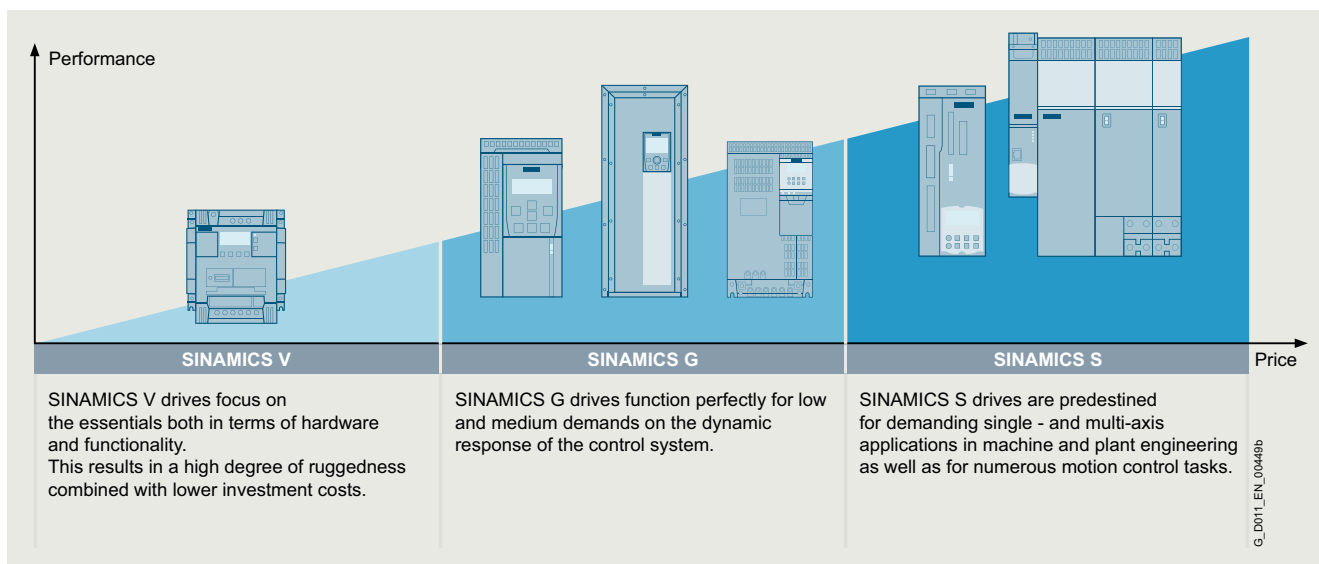 Performance
SINAMICS V
SINAMICS G
SINAMICS S
Price
SINAMICS V drives focus on
the essentials both in terms of hardware
and functionality.
This results in a high degree of ruggedness
combined with lower investment costs.
SINAMICS G drives function perfectly for low
and medium demands on the dynamic
response of the control system.
SINAMICS S drives are predestined
for demanding single - and multi-axis
applications in machine and plant engineering
as well as for numerous motion control tasks.
G_D011_EN_00449b